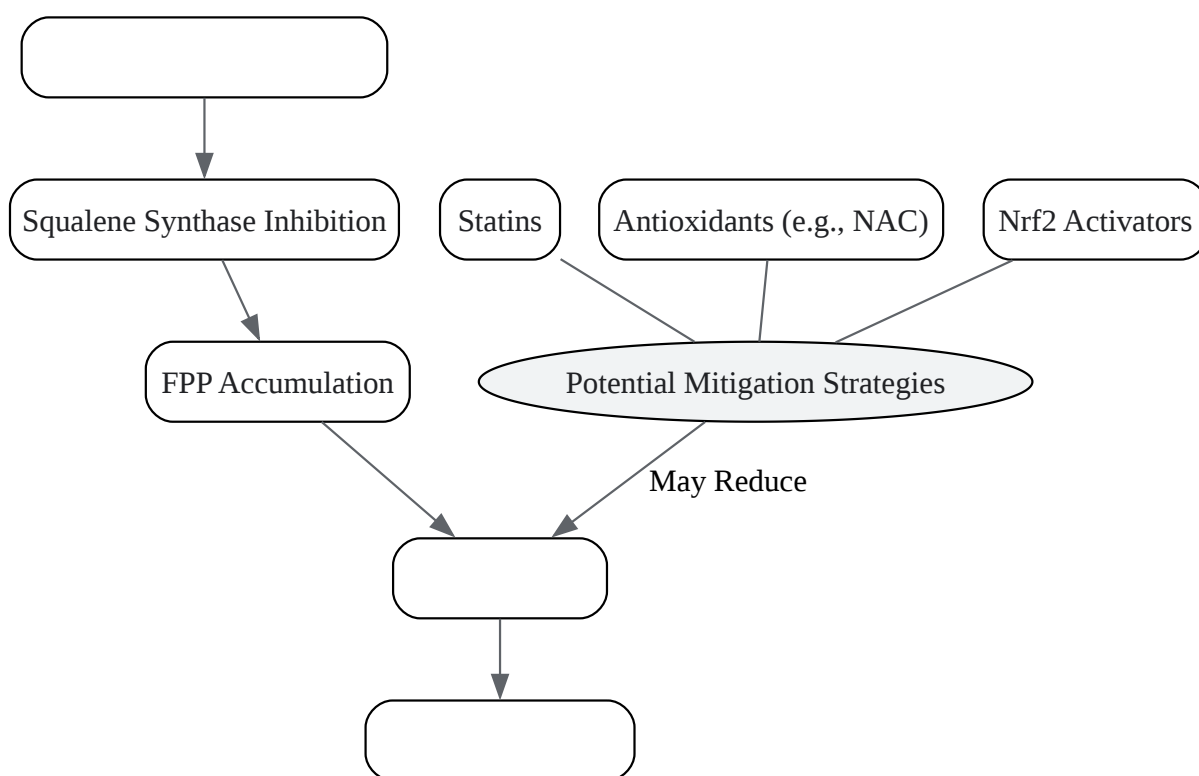 Squalene Synthase Inhibition
Statins
Antioxidants (e.g., NAC)
Nrf2 Activators
FPP Accumulation
Potential Mitigation Strategies
May Reduce